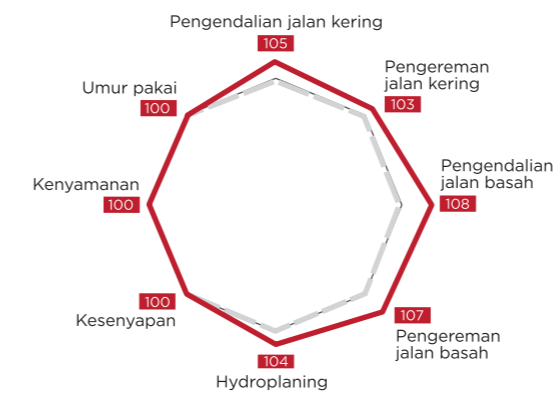 Pengendalian jalan kering
105
Pengereman
jalan kering
103
Pengendalian
jalan basah
108
107
Pengereman
jalan basah
104
Hydroplaning
100
Kesenyapan
Kenyamanan
100
Umur pakai
100